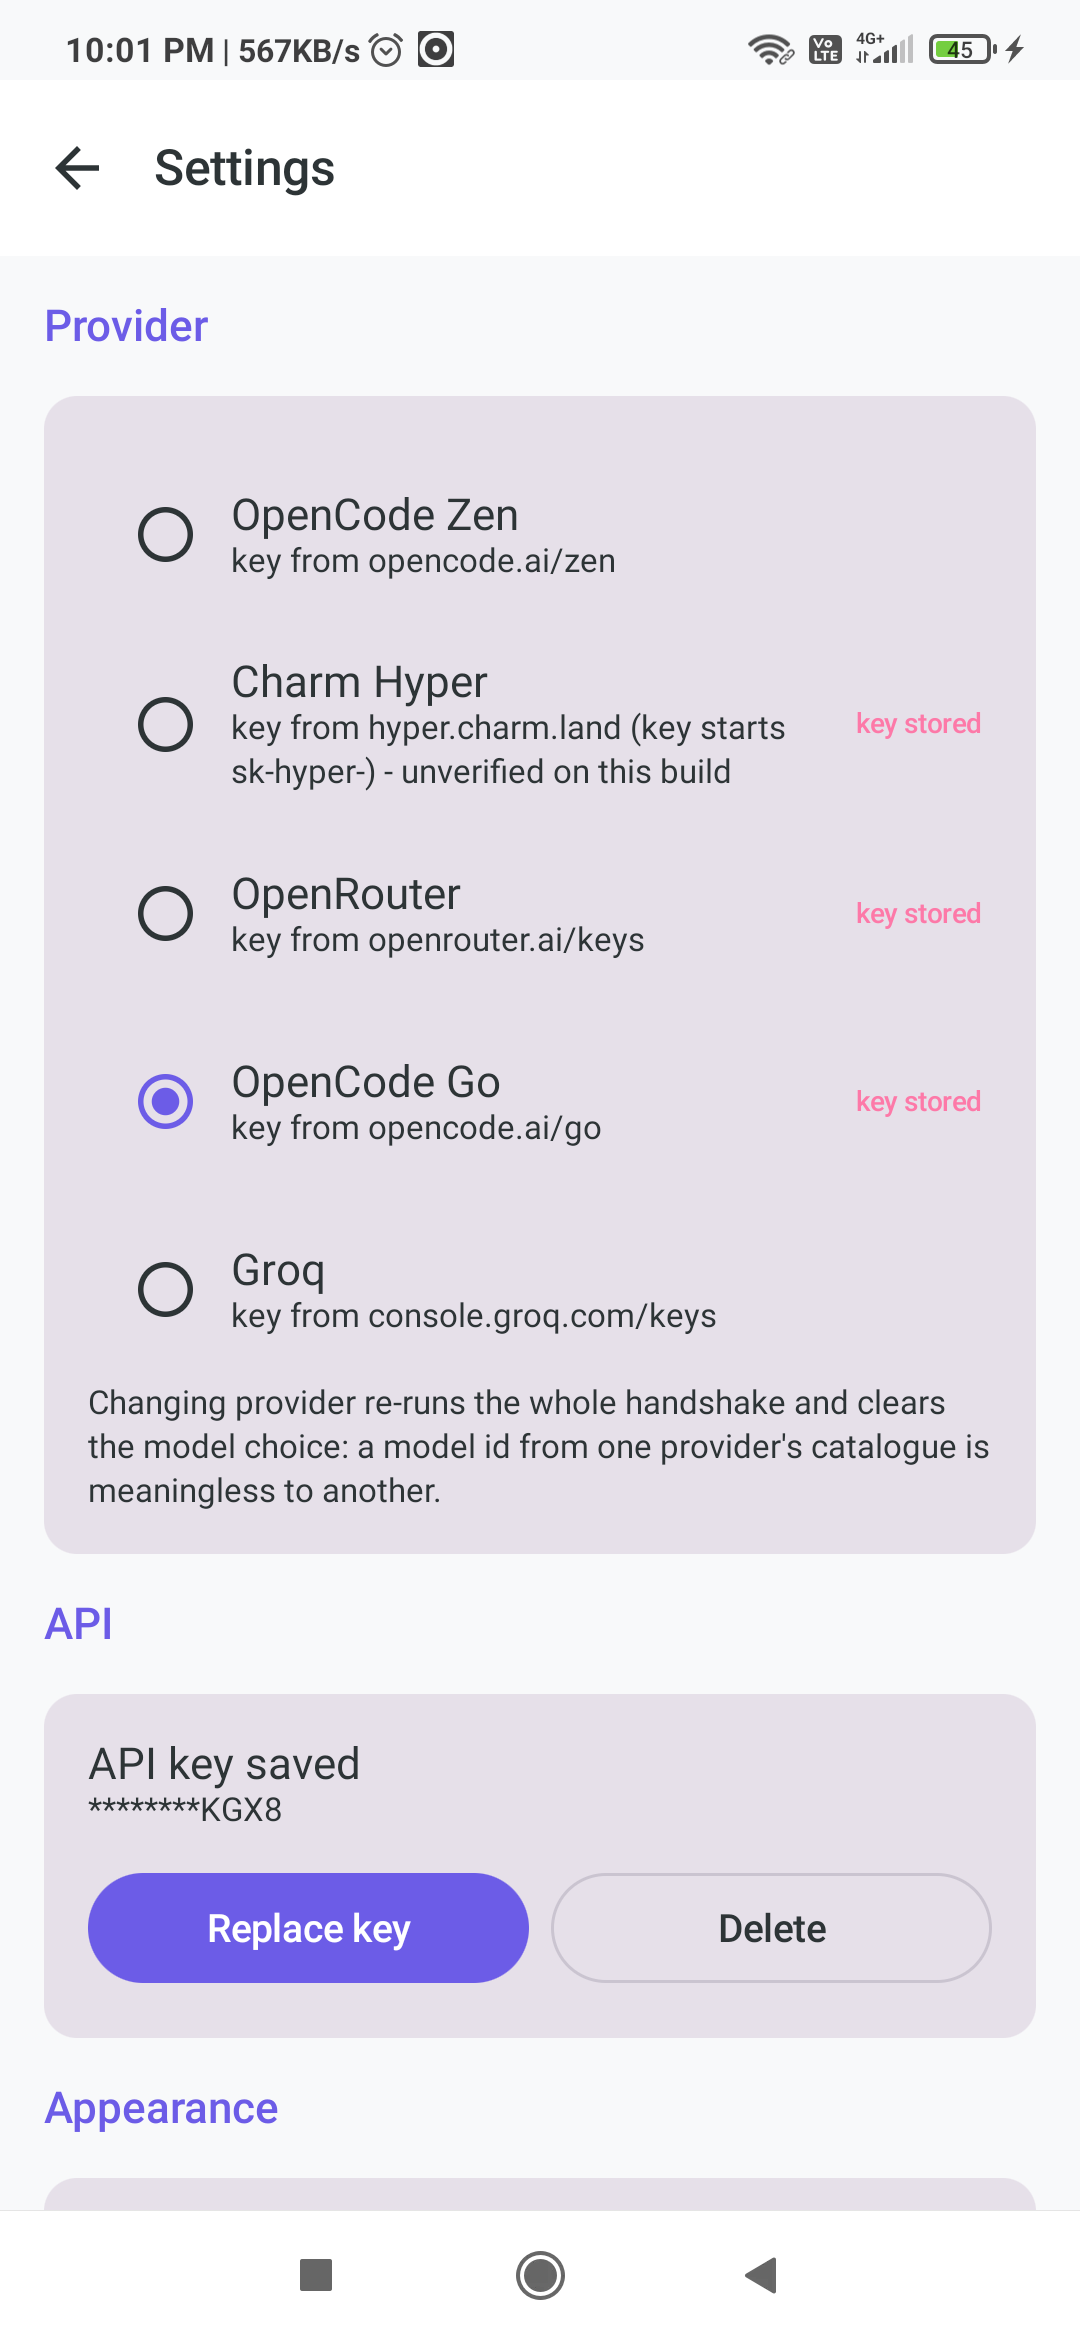 10:01 PM | 567KB/s
Vo LTE
4G+
45
Settings
Provider
OpenCode Zen
key from opencode.ai/zen
Charm Hyper
key from hyper.charm.land (key starts
sk-hyper-) - unverified on this build
key stored
OpenRouter
key from openrouter.ai/keys
key stored
OpenCode Go
key from opencode.ai/go
key stored
Groq
key from console.groq.com/keys
Changing provider re-runs the whole handshake and clears
the model choice: a model id from one provider's catalogue is
meaningless to another.
API
API key saved
********KGX8
Replace key
Delete
Appearance